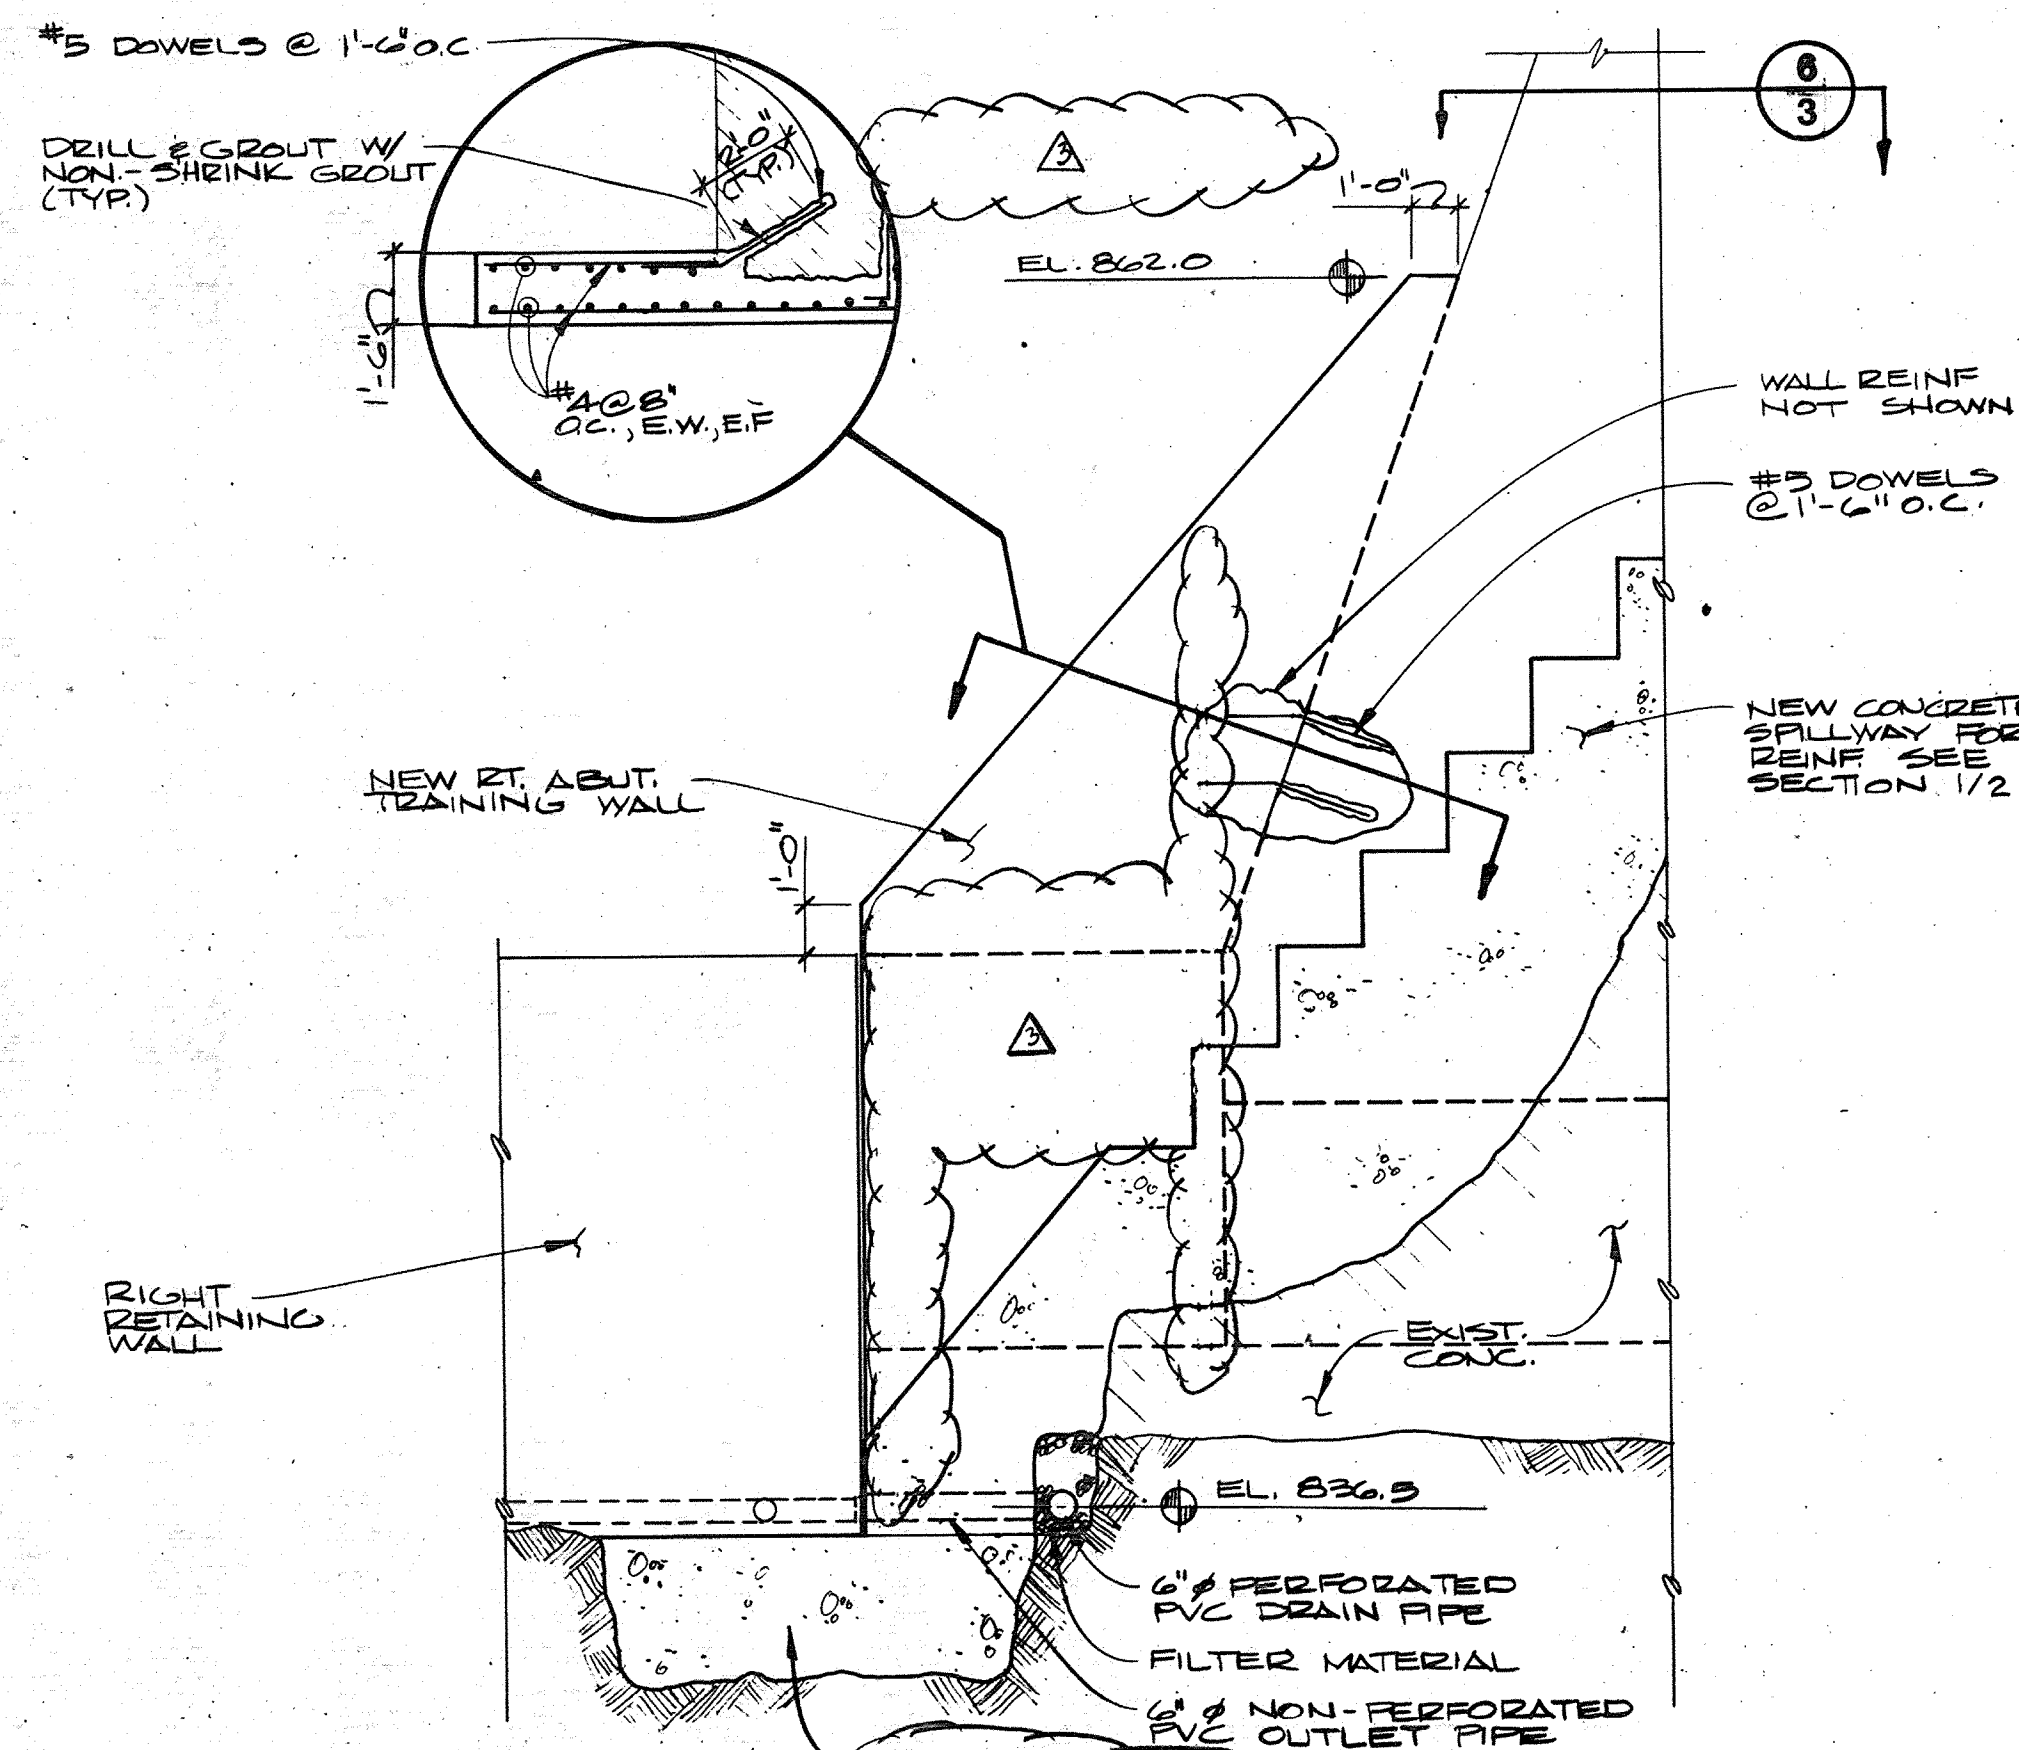 #5 DOWELS @ 1'-6" O.C.
DRILL & GROUT W/
NON.-SHRINK GROUT
(TYP.)
2'-0"
(TYP.)
1'-6"
#4@8"
O.C., E.W., E.F
3
6
3
1'-0"
EL. 862.0
WALL REINF
NOT SHOWN
#5 DOWELS
@ 1'-6" O.C.
NEW CONCRETE
SPILLWAY FOR
REINF. SEE
SECTION 1/2
NEW RT. ABUT.
TRAINING WALL
1'-0"
3
RIGHT
RETAINING
WALL
EXIST.
CONC.
EL. 836.5
6" ø PERFORATED
PVC DRAIN PIPE
FILTER MATERIAL
6" ø NON-PERFORATED
PVC OUTLET PIPE